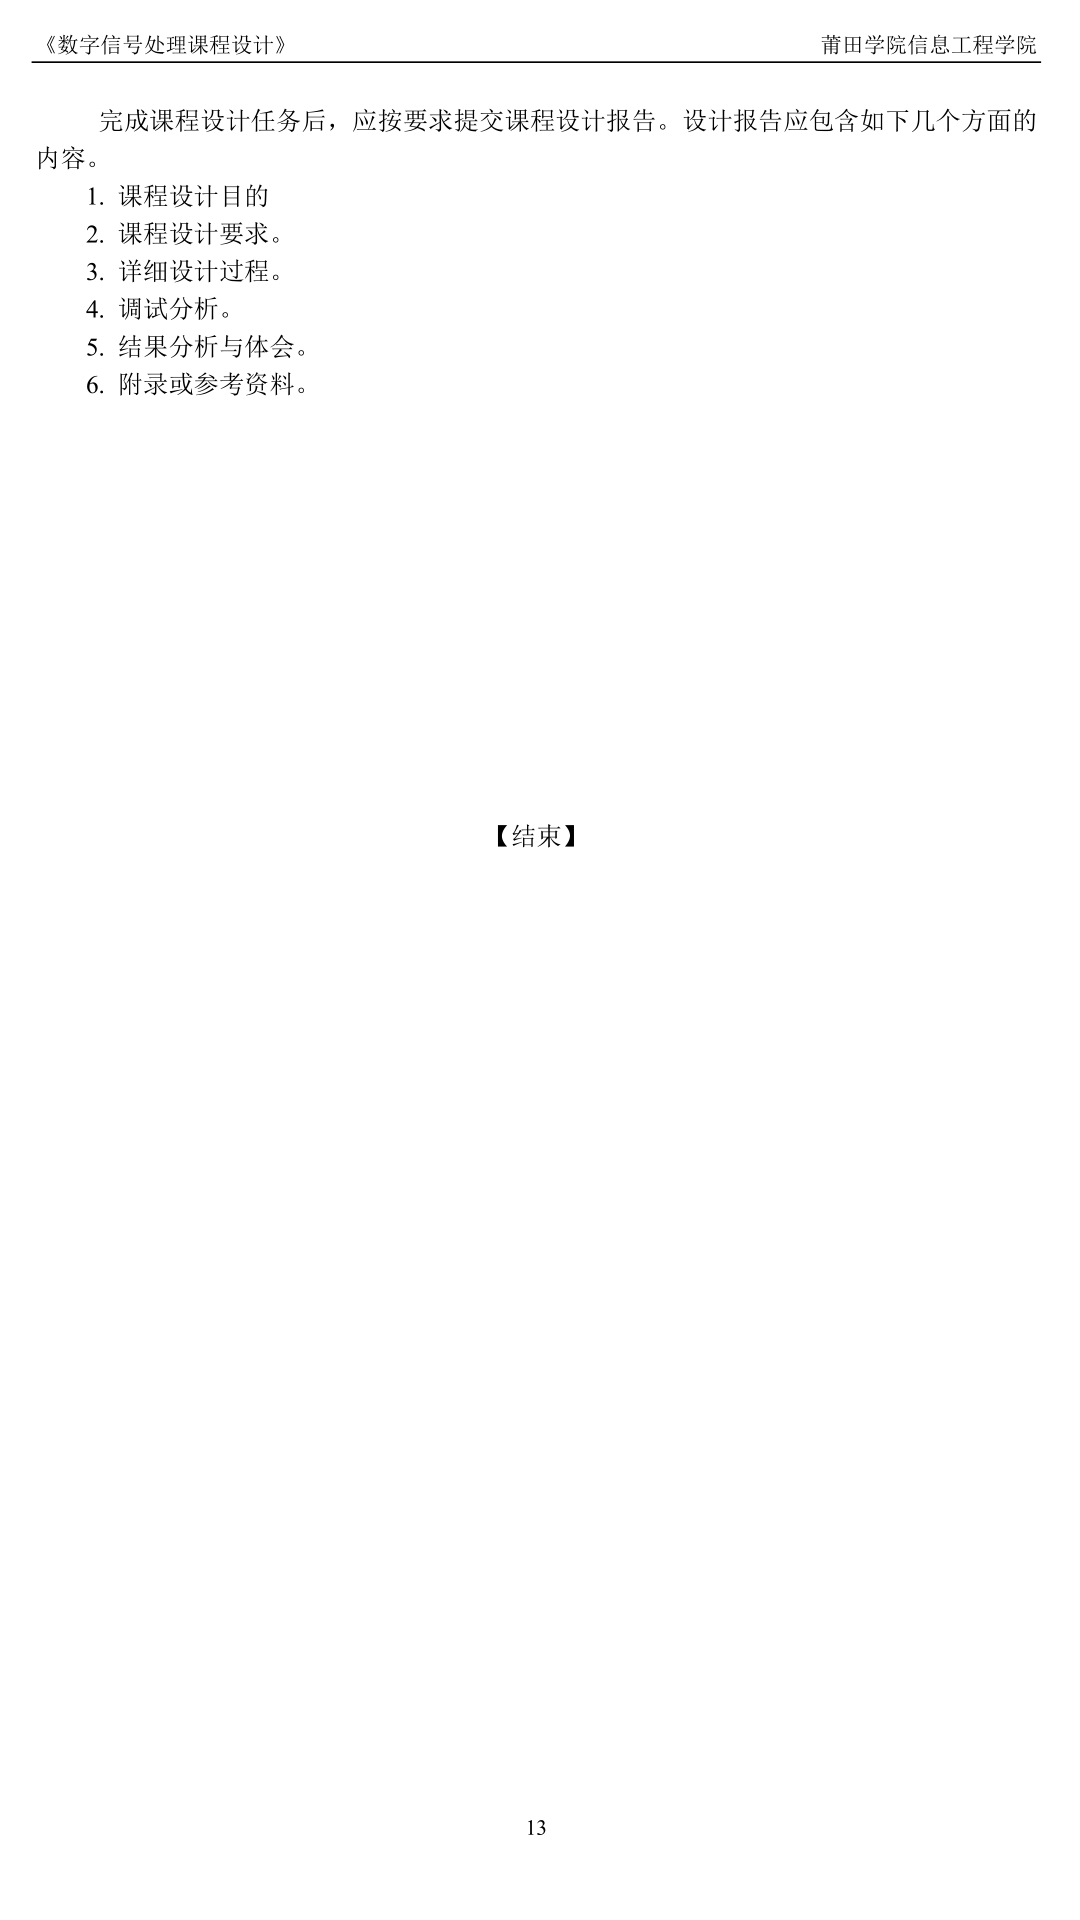 《数字信号处理课程设计》 莆田学院信息工程学院
完成课程设计任务后，应按要求提交课程设计报告。设计报告应包含如下几个方面的
内容。
1. 课程设计目的
2. 课程设计要求。
3. 详细设计过程。
4. 调试分析。
5. 结果分析与体会。
6. 附录或参考资料。
【结束】
13